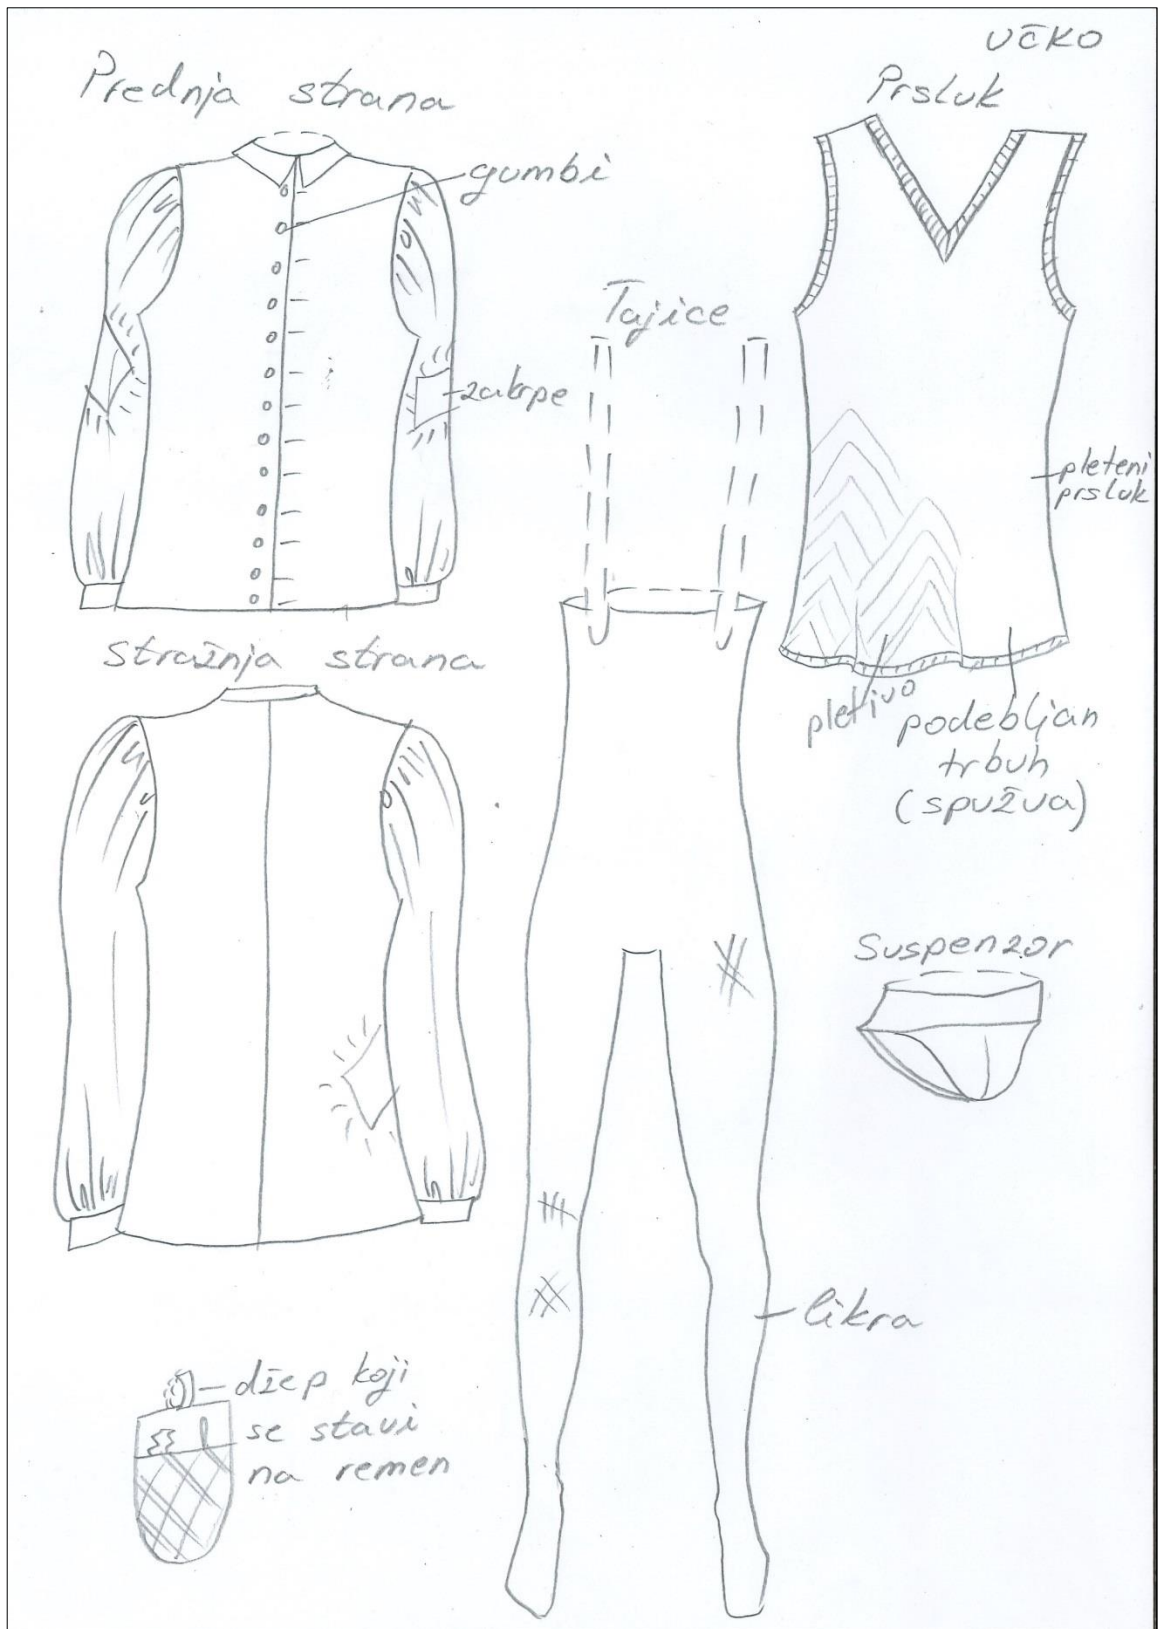 UČKO
Prednja strana
Prsluk
gumbi
Tajice
zakrpe
pleteni
prsluk
Stražnja strana
pletivo
podebljan
trbuh
(spužva)
Suspenzor
likra
džep koji
se stavi
na remen